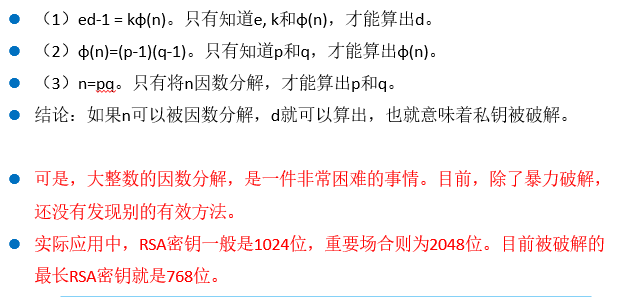 （1）ed-1 = kφ(n)。只有知道e, k和φ(n)，才能算出d。
（2）φ(n)=(p-1)(q-1)。只有知道p和q，才能算出φ(n)。
（3）n=pq。只有将n因数分解，才能算出p和q。
结论：如果n可以被因数分解，d就可以算出，也就意味着私钥被破解。
可是，大整数的因数分解，是一件非常困难的事情。目前，除了暴力破解，
还没有发现别的有效方法。
实际应用中，RSA密钥一般是1024位，重要场合则为2048位。目前被破解的
最长RSA密钥就是768位。